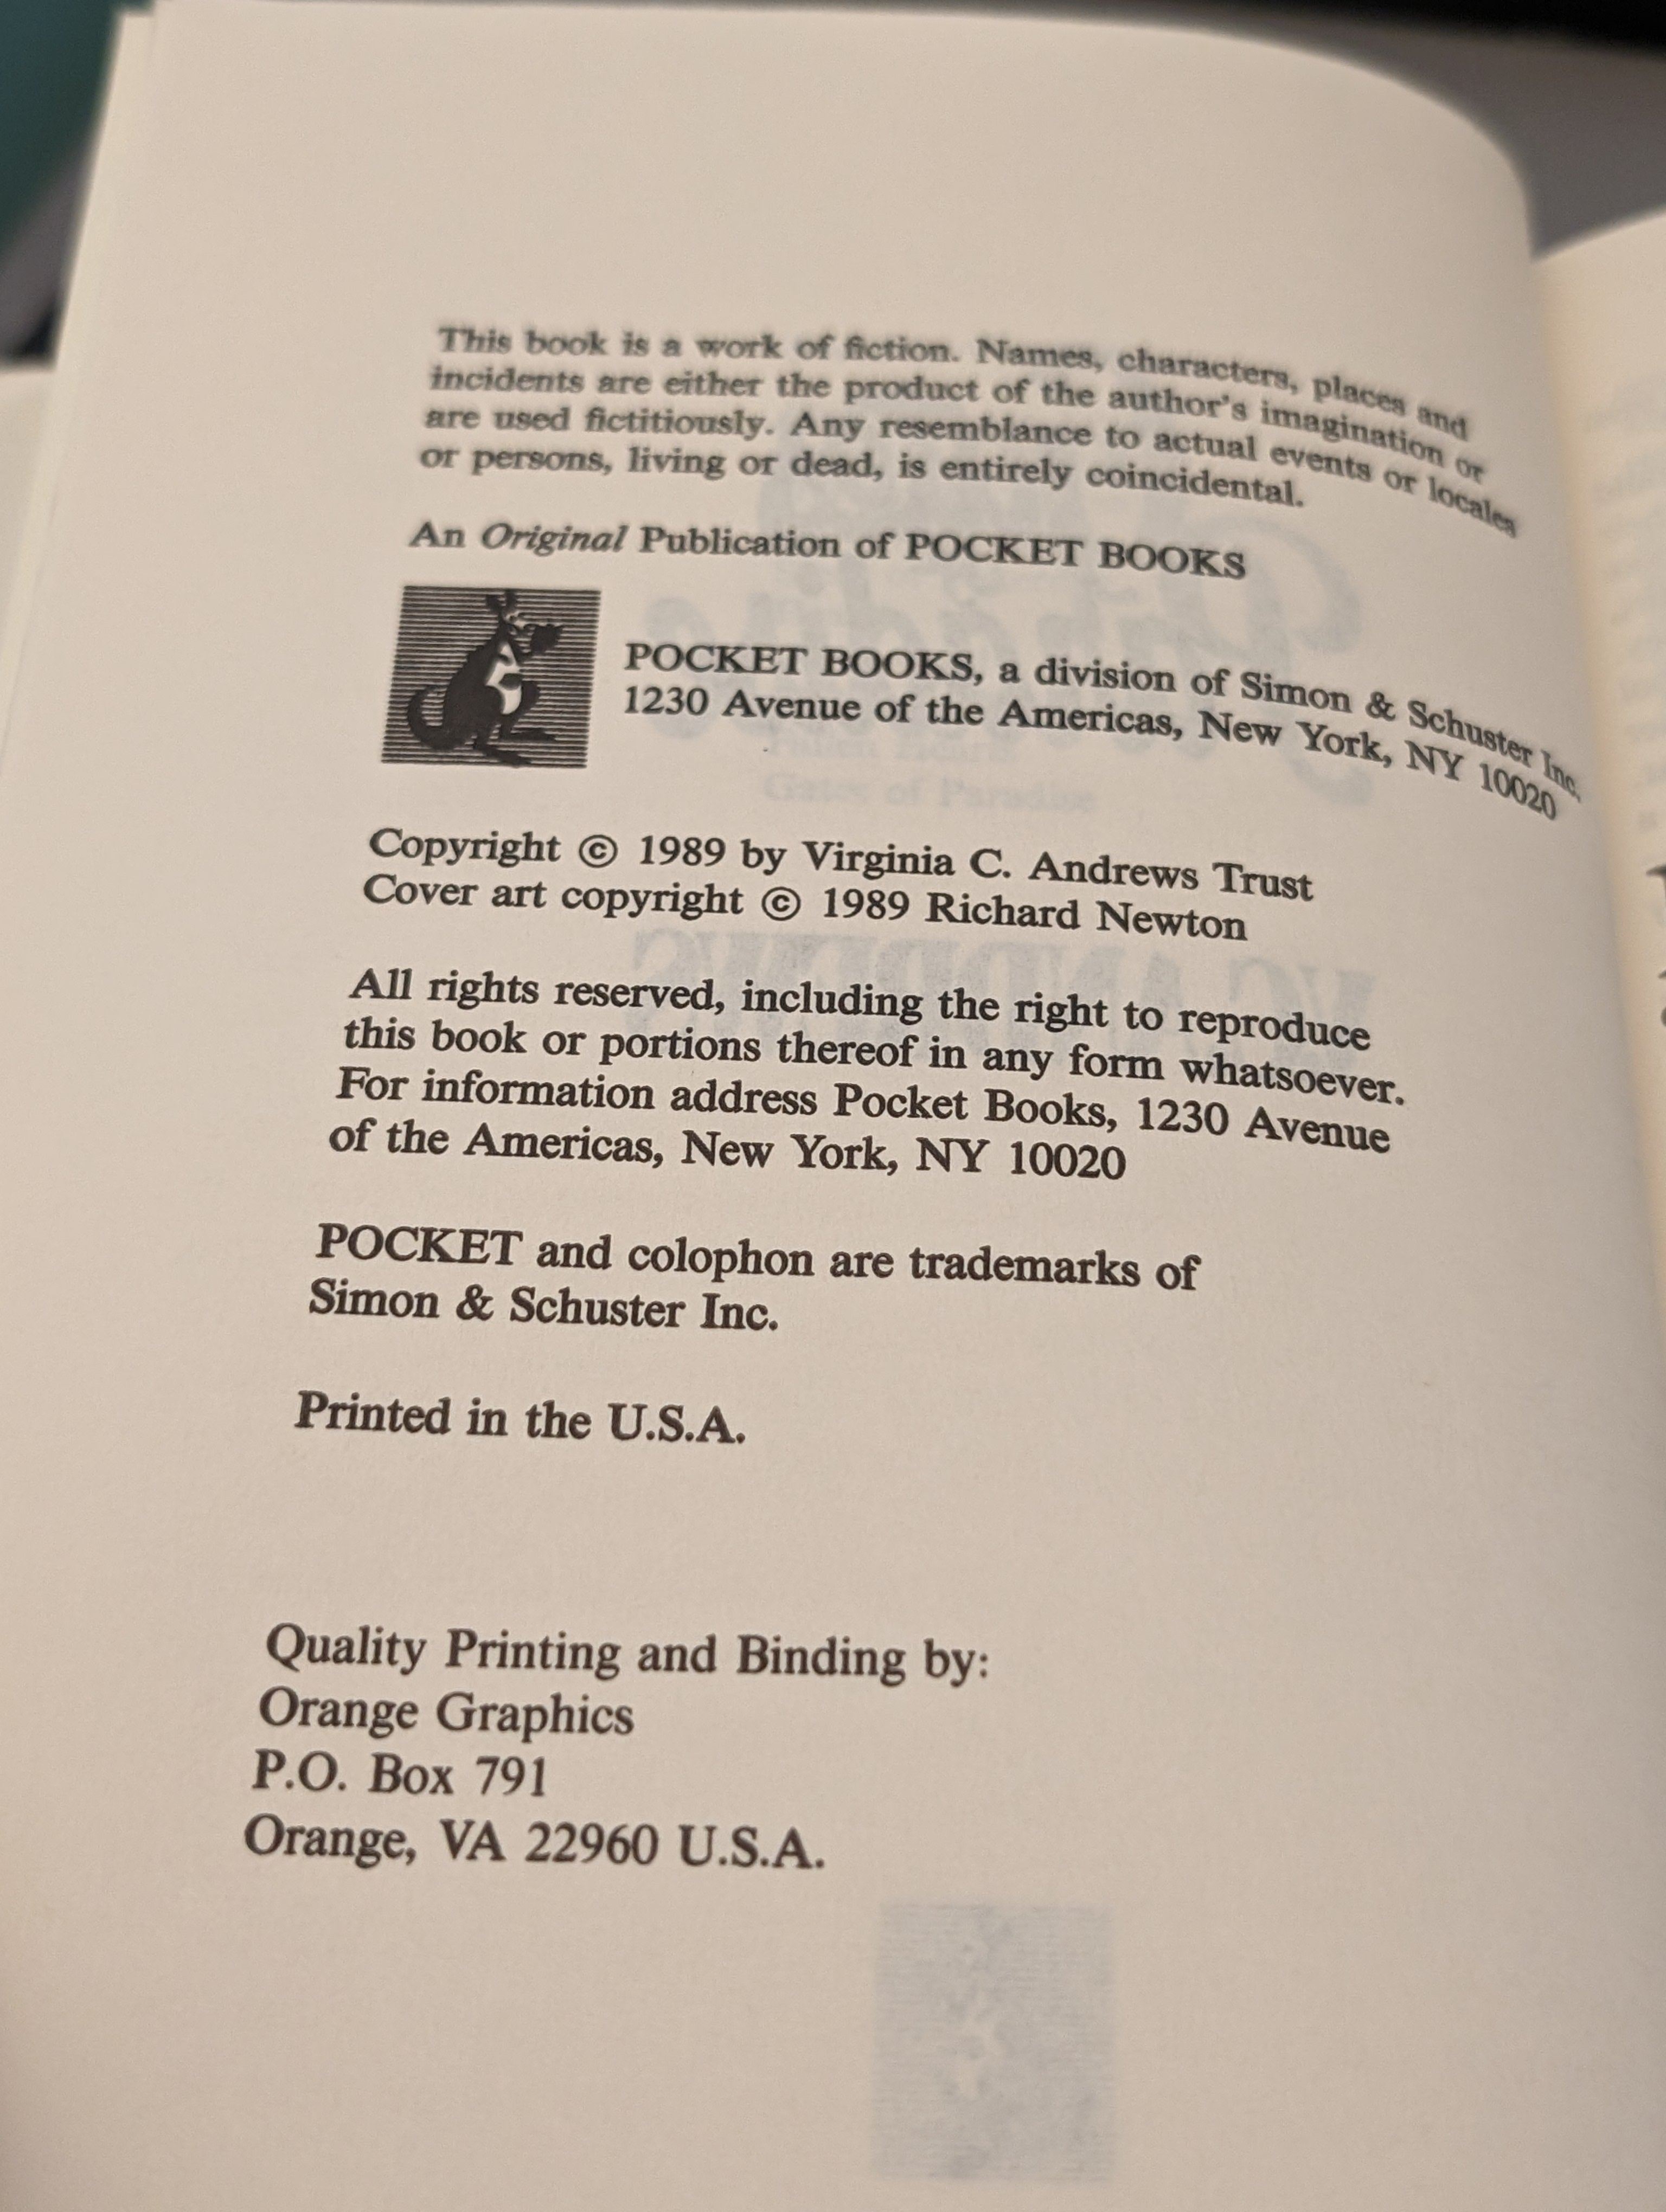 This book is a work of fiction. Names, characters, places and
incidents are either the product of the author's imagination or
are used fictitiously. Any resemblance to actual events or locales
or persons, living or dead, is entirely coincidental.
An Original Publication of POCKET BOOKS
POCKET BOOKS, a division of Simon & Schuster Inc.
1230 Avenue of the Americas, New York, NY 10020
Copyright © 1989 by Virginia C. Andrews Trust
Cover art copyright © 1989 Richard Newton
All rights reserved, including the right to reproduce
this book or portions thereof in any form whatsoever.
For information address Pocket Books, 1230 Avenue
of the Americas, New York, NY 10020
POCKET and colophon are trademarks of
Simon & Schuster Inc.
Printed in the U.S.A.
Quality Printing and Binding by:
Orange Graphics
P.O. Box 791
Orange, VA 22960 U.S.A.